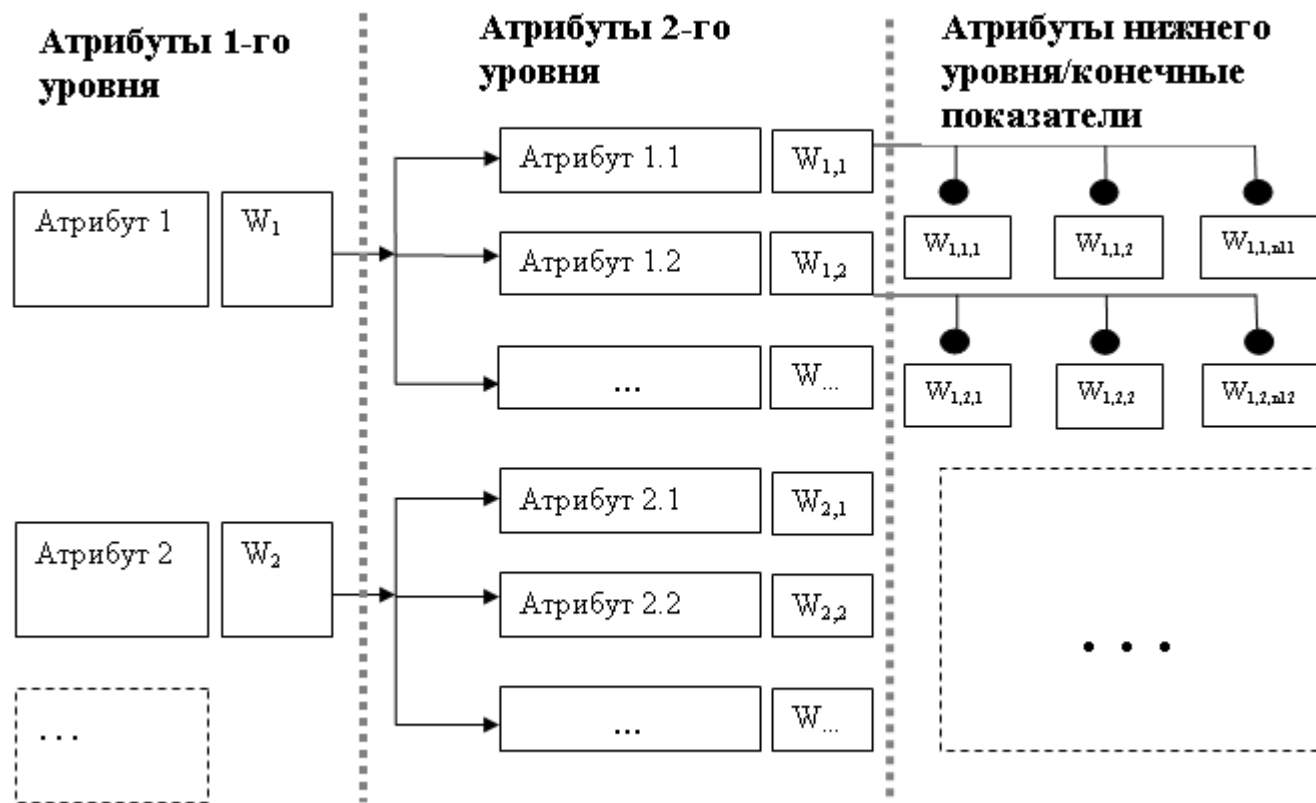 Атрибуты 1-го
уровня
Атрибуты 2-го
уровня
Атрибуты нижнего
уровня/конечные
показатели
Атрибут 1
W1
Атрибут 1.1
W1,1
Атрибут 1.2
W1,2
...
W...
W1,1,1
W1,1,2
W1,1,n11
W1,2,1
W1,2,2
W1,2,n12
Атрибут 2
W2
Атрибут 2.1
W2,1
Атрибут 2.2
W2,2
...
W...
...
...